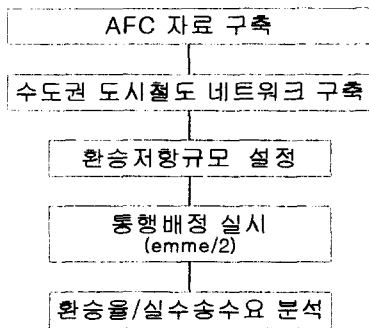 AFC 자료 구축
수도권 도시철도 네트워크 구축
환승저항규모 설정
통행배정 실시
(emme/2)
환승율/실수송수요 분석